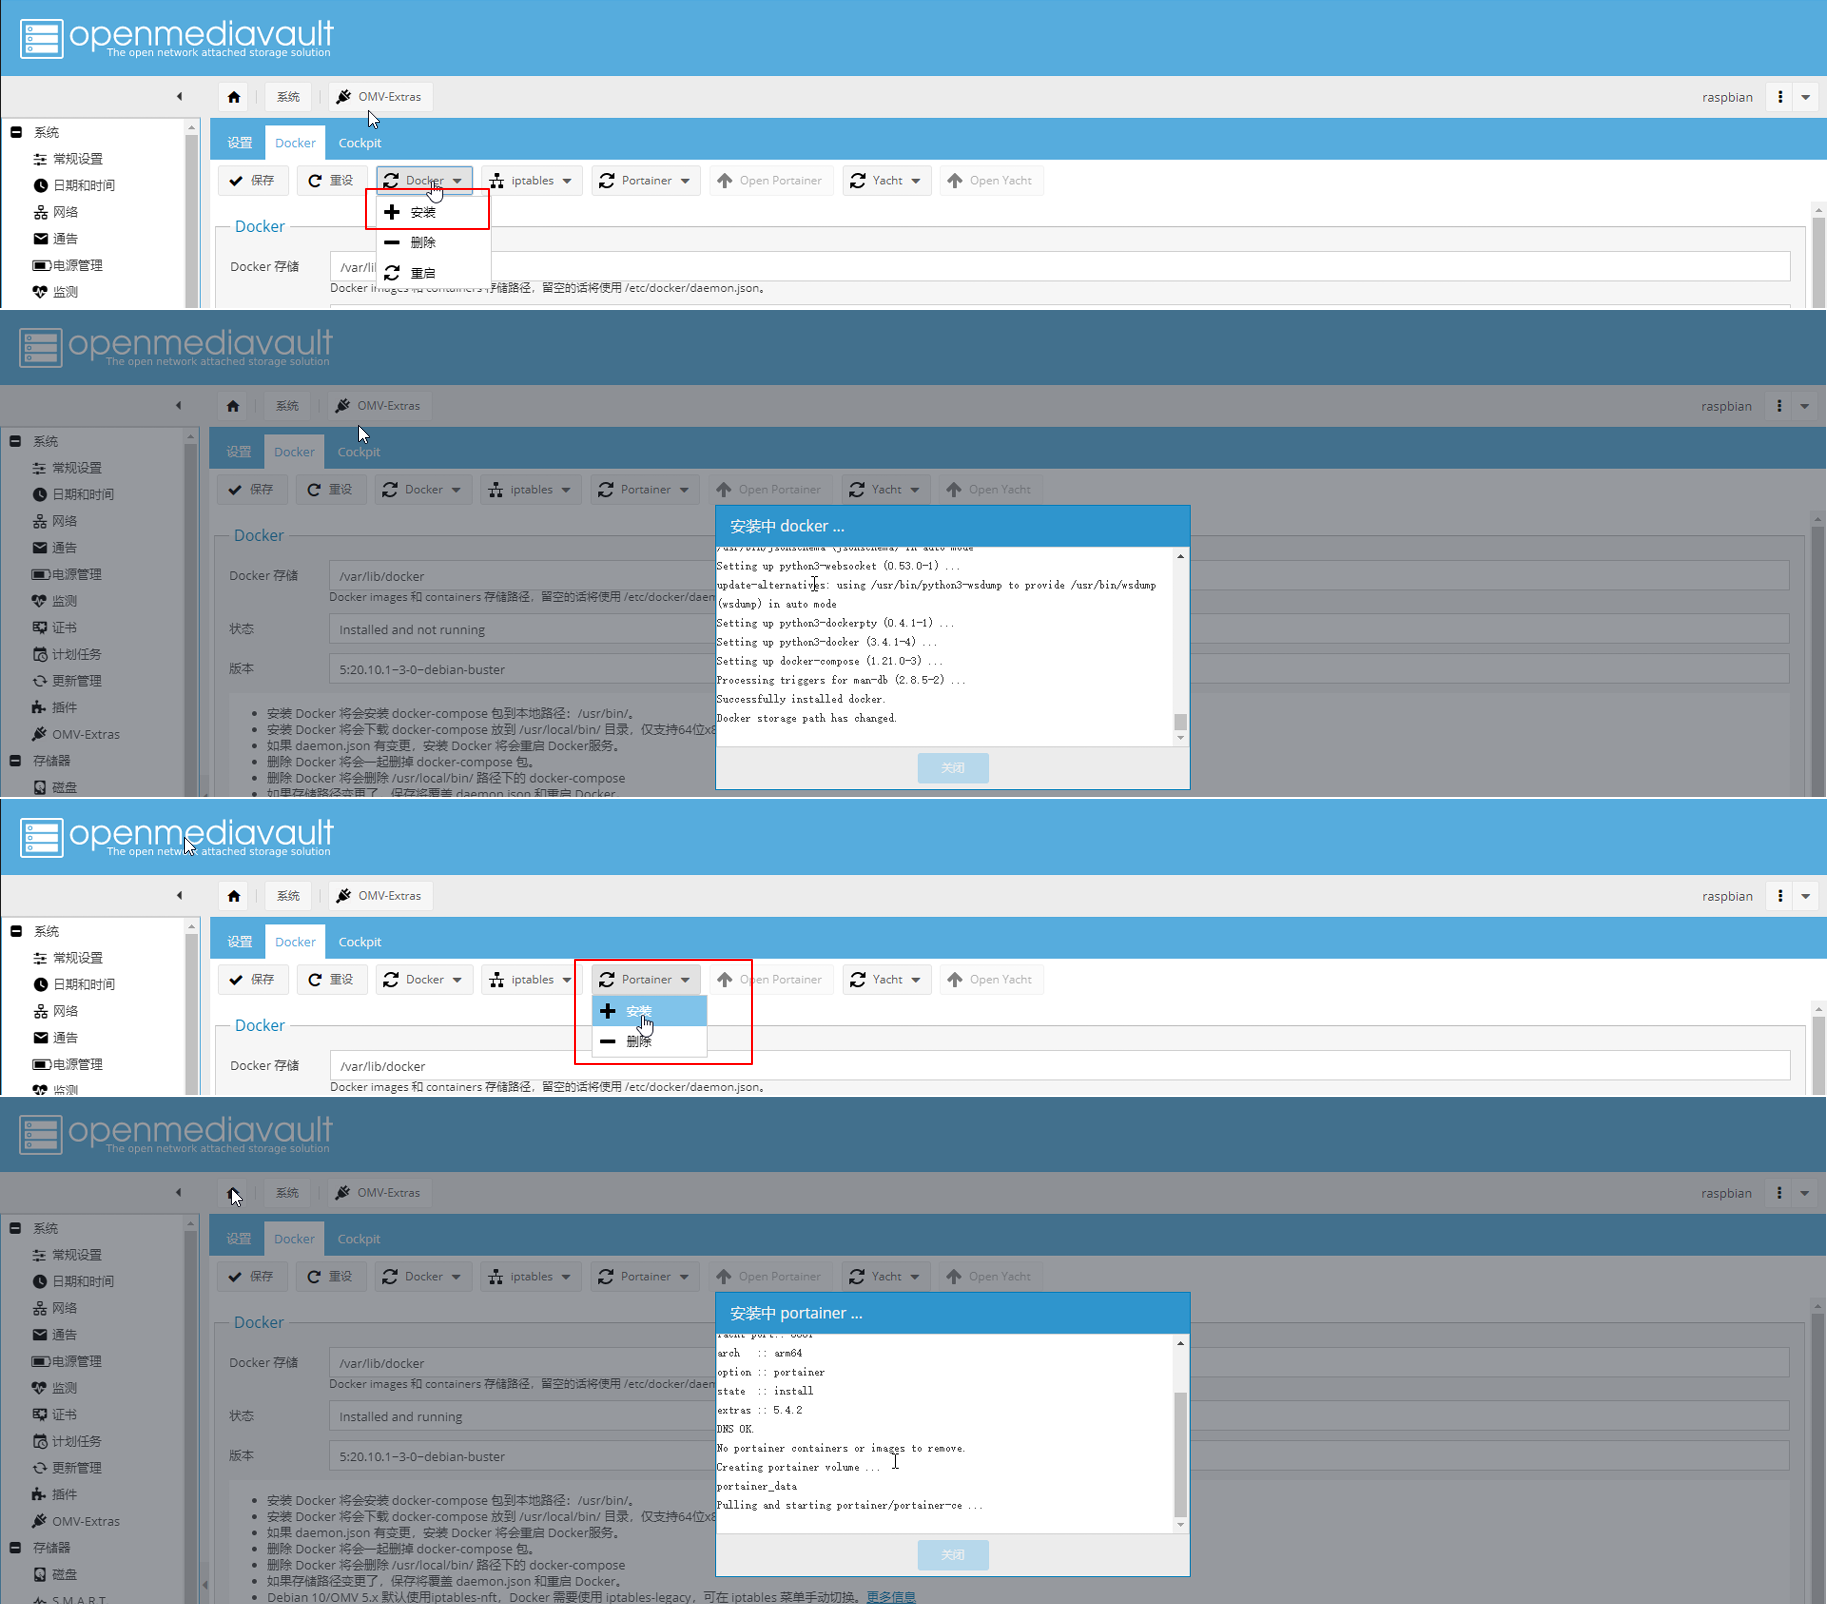 openmediavault
The open network attached storage solution
系统
OMV-Extras
raspbian
系统
常规设置
日期和时间
网络
通告
电源管理
监测
设置
Docker
Cockpit
保存
重设
Docker
iptables
Portainer
Open Portainer
Yacht
Open Yacht
安装
删除
重启
Docker
Docker 存储
/var/li
Docker images 和 containers 存储路径，留空的话将使用 /etc/docker/daemon.json。
openmediavault
The open network attached storage solution
系统
OMV-Extras
raspbian
系统
常规设置
日期和时间
网络
通告
电源管理
监测
证书
计划任务
更新管理
插件
OMV-Extras
存储器
磁盘
设置
Docker
Cockpit
保存
重设
Docker
iptables
Portainer
Open Portainer
Yacht
Open Yacht
Docker
Docker 存储
/var/lib/docker
Docker images 和 containers 存储路径，留空的话将使用 /etc/docker/daem
状态
Installed and not running
版本
5:20.10.1~3-0~debian-buster
安装 Docker 将会安装 docker-compose 包到本地路径：/usr/bin/。
安装 Docker 将会下载 docker-compose 放到 /usr/local/bin/ 目录，仅支持64位x8
如果 daemon.json 有变更，安装 Docker 将会重启 Docker服务。
删除 Docker 将会一起删掉 docker-compose 包。
删除 Docker 将会删除 /usr/local/bin/ 路径下的 docker-compose
如果存储路径变更了，保存将覆盖 daemon.json 和重启 Docker。
安装中 docker ...
/usr/bin/jsonschema (jsonschema) in auto mode
Setting up python3-websocket (0.53.0-1) ...
update-alternatives: using /usr/bin/python3-wsdump to provide /usr/bin/wsdump
(wsdump) in auto mode
Setting up python3-dockerpty (0.4.1-1) ...
Setting up python3-docker (3.4.1-4) ...
Setting up docker-compose (1.21.0-3) ...
Processing triggers for man-db (2.8.5-2) ...
Successfully installed docker.
Docker storage path has changed.
关闭
openmediavault
The open network attached storage solution
系统
OMV-Extras
raspbian
系统
常规设置
日期和时间
网络
通告
电源管理
监测
设置
Docker
Cockpit
保存
重设
Docker
iptables
Portainer
Open Portainer
Yacht
Open Yacht
安装
删除
Docker
Docker 存储
/var/lib/docker
Docker images 和 containers 存储路径，留空的话将使用 /etc/docker/daemon.json。
openmediavault
The open network attached storage solution
系统
OMV-Extras
raspbian
系统
常规设置
日期和时间
网络
通告
电源管理
监测
证书
计划任务
更新管理
插件
OMV-Extras
存储器
磁盘
S.M.A.R.T.
设置
Docker
Cockpit
保存
重设
Docker
iptables
Portainer
Open Portainer
Yacht
Open Yacht
Docker
Docker 存储
/var/lib/docker
Docker images 和 containers 存储路径，留空的话将使用 /etc/docker/daem
状态
Installed and running
版本
5:20.10.1~3-0~debian-buster
安装 Docker 将会安装 docker-compose 包到本地路径：/usr/bin/。
安装 Docker 将会下载 docker-compose 放到 /usr/local/bin/ 目录，仅支持64位x8
如果 daemon.json 有变更，安装 Docker 将会重启 Docker服务。
删除 Docker 将会一起删掉 docker-compose 包。
删除 Docker 将会删除 /usr/local/bin/ 路径下的 docker-compose
如果存储路径变更了，保存将覆盖 daemon.json 和重启 Docker。
Debian 10/OMV 5.x 默认使用iptables-nft，Docker 需要使用 iptables-legacy，可在 iptables 菜单手动切换。更多信息
安装中 portainer ...
arch :: arm64
option :: portainer
state :: install
extras :: 5.4.2
DNS OK.
No portainer containers or images to remove.
Creating portainer volume ...
portainer_data
Pulling and starting portainer/portainer-ce ...
关闭